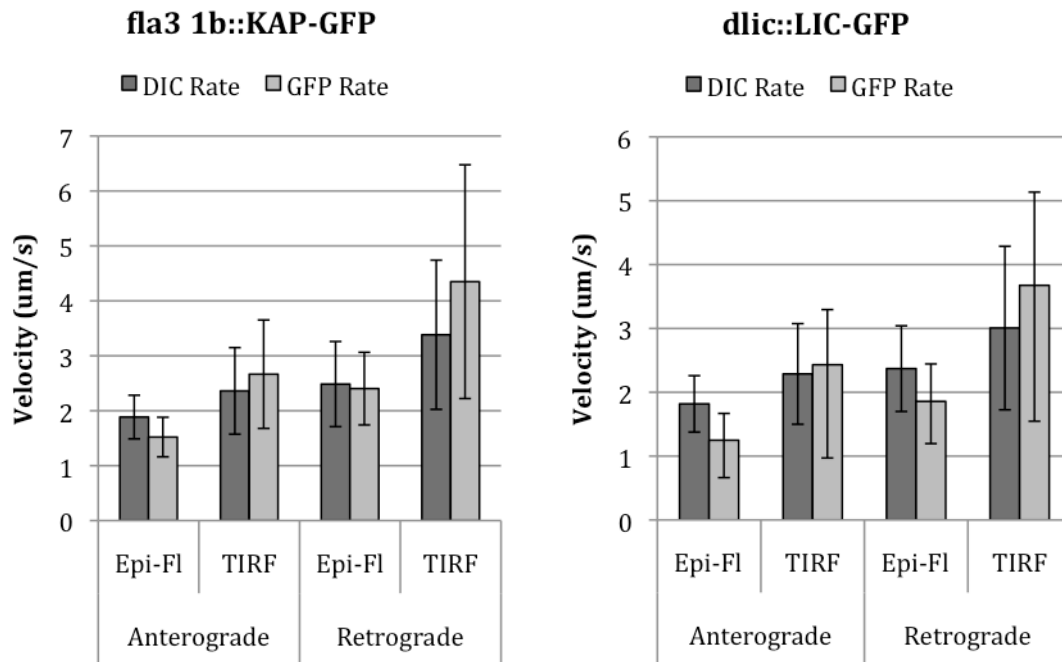 fla3 1b::KAP-GFP
DIC Rate GFP Rate
7
6
5
4
3
2
1
0
Velocity (um/s)
Epi-Fl TIRF Epi-Fl TIRF
Anterograde Retrograde
dlic::LIC-GFP
DIC Rate GFP Rate
6
5
4
3
2
1
0
Velocity (um/s)
Epi-Fl TIRF Epi-Fl TIRF
Anterograde Retrograde